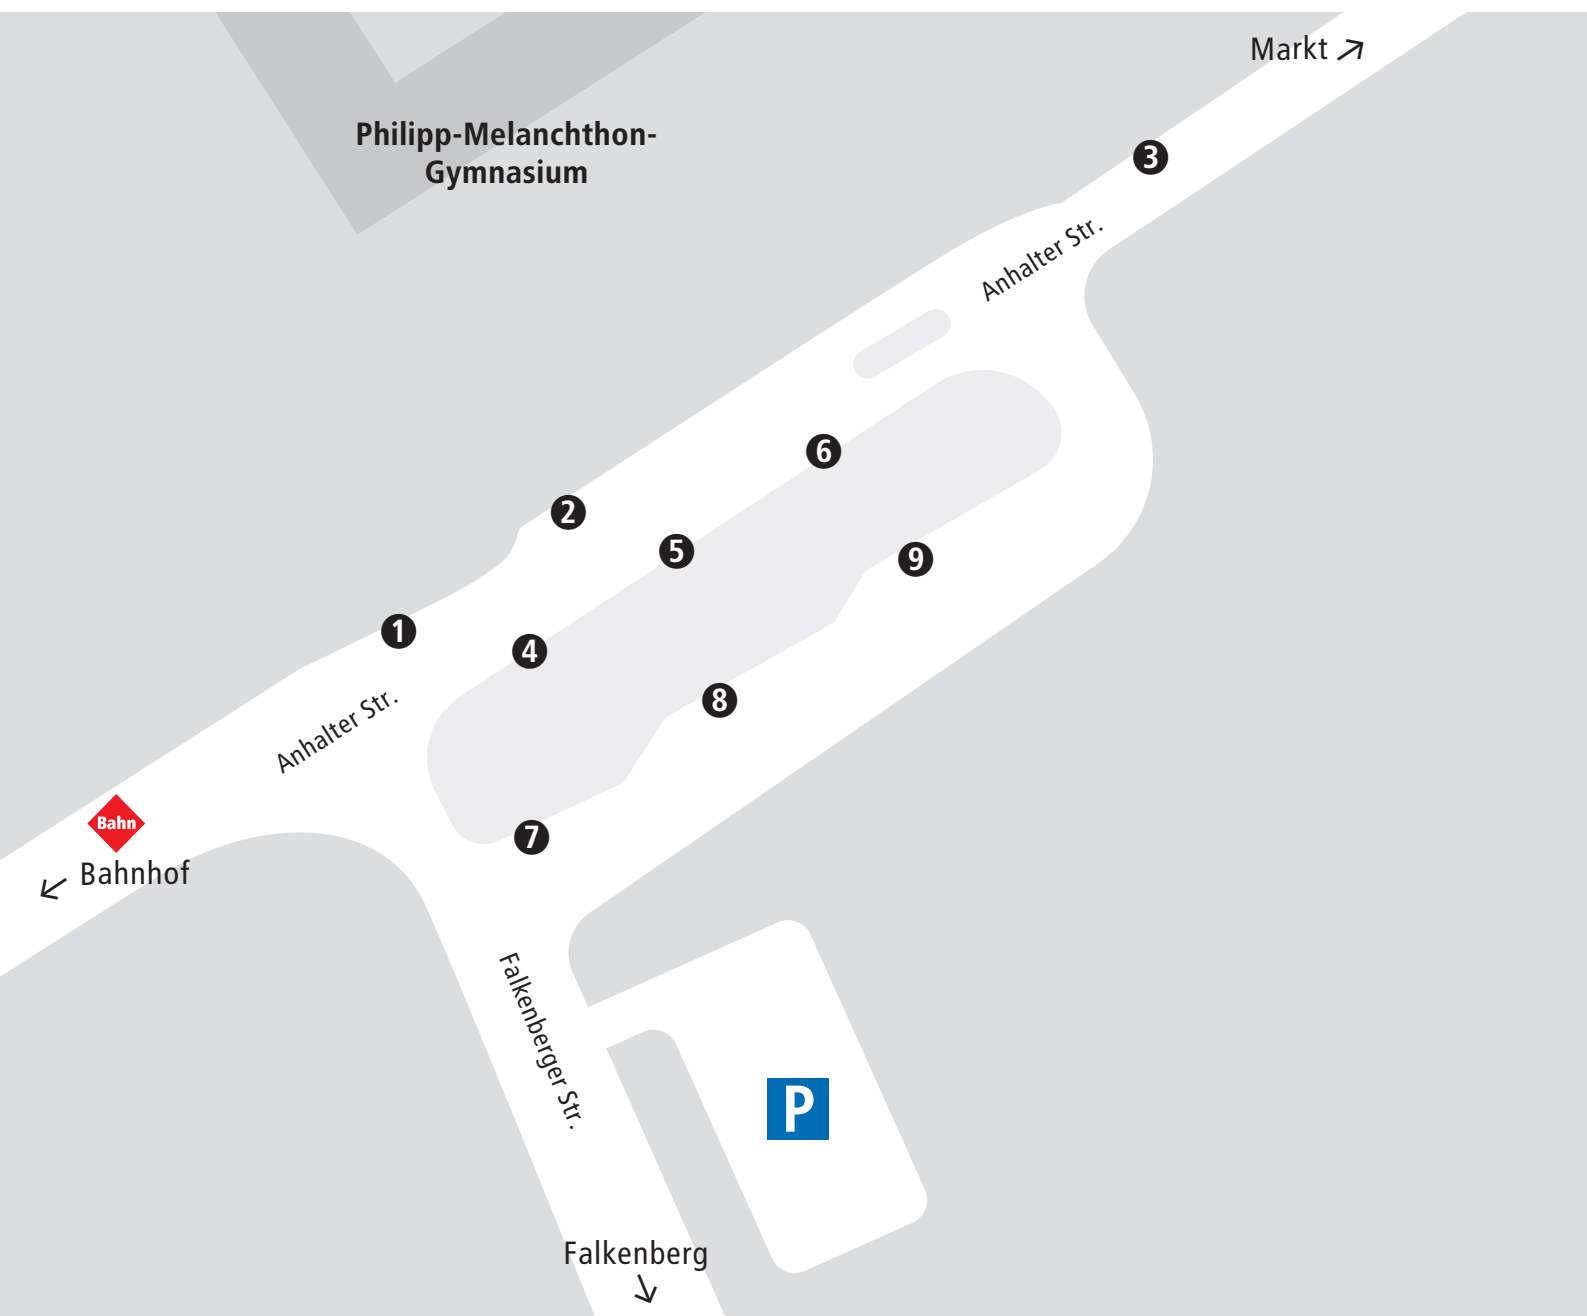 Markt
Philipp-Melanchthon-
Gymnasium
3
Anhalter Str.
6
2
5
9
1
4
8
Anhalter Str.
Bahn
7
Bahnhof
Falkenberger Str.
P
Falkenberg